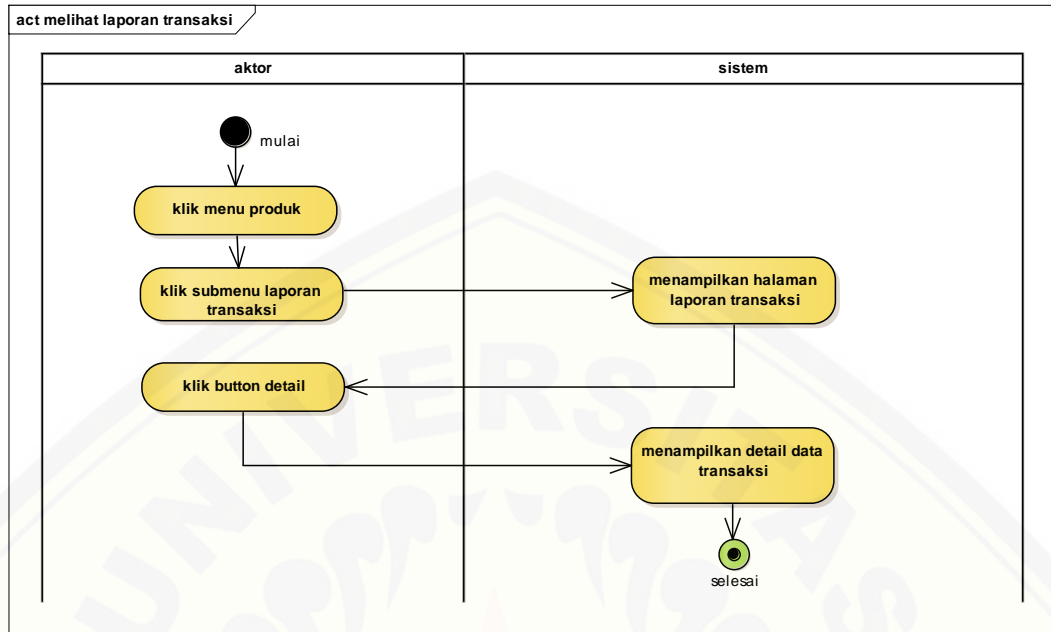 act melihat laporan transaksi
aktor
sistem
mulai
klik menu produk
klik submenu laporan
transaksi
menampilkan halaman
laporan transaksi
klik button detail
menampilkan detail data
transaksi
selesai
UNIVERSITAS